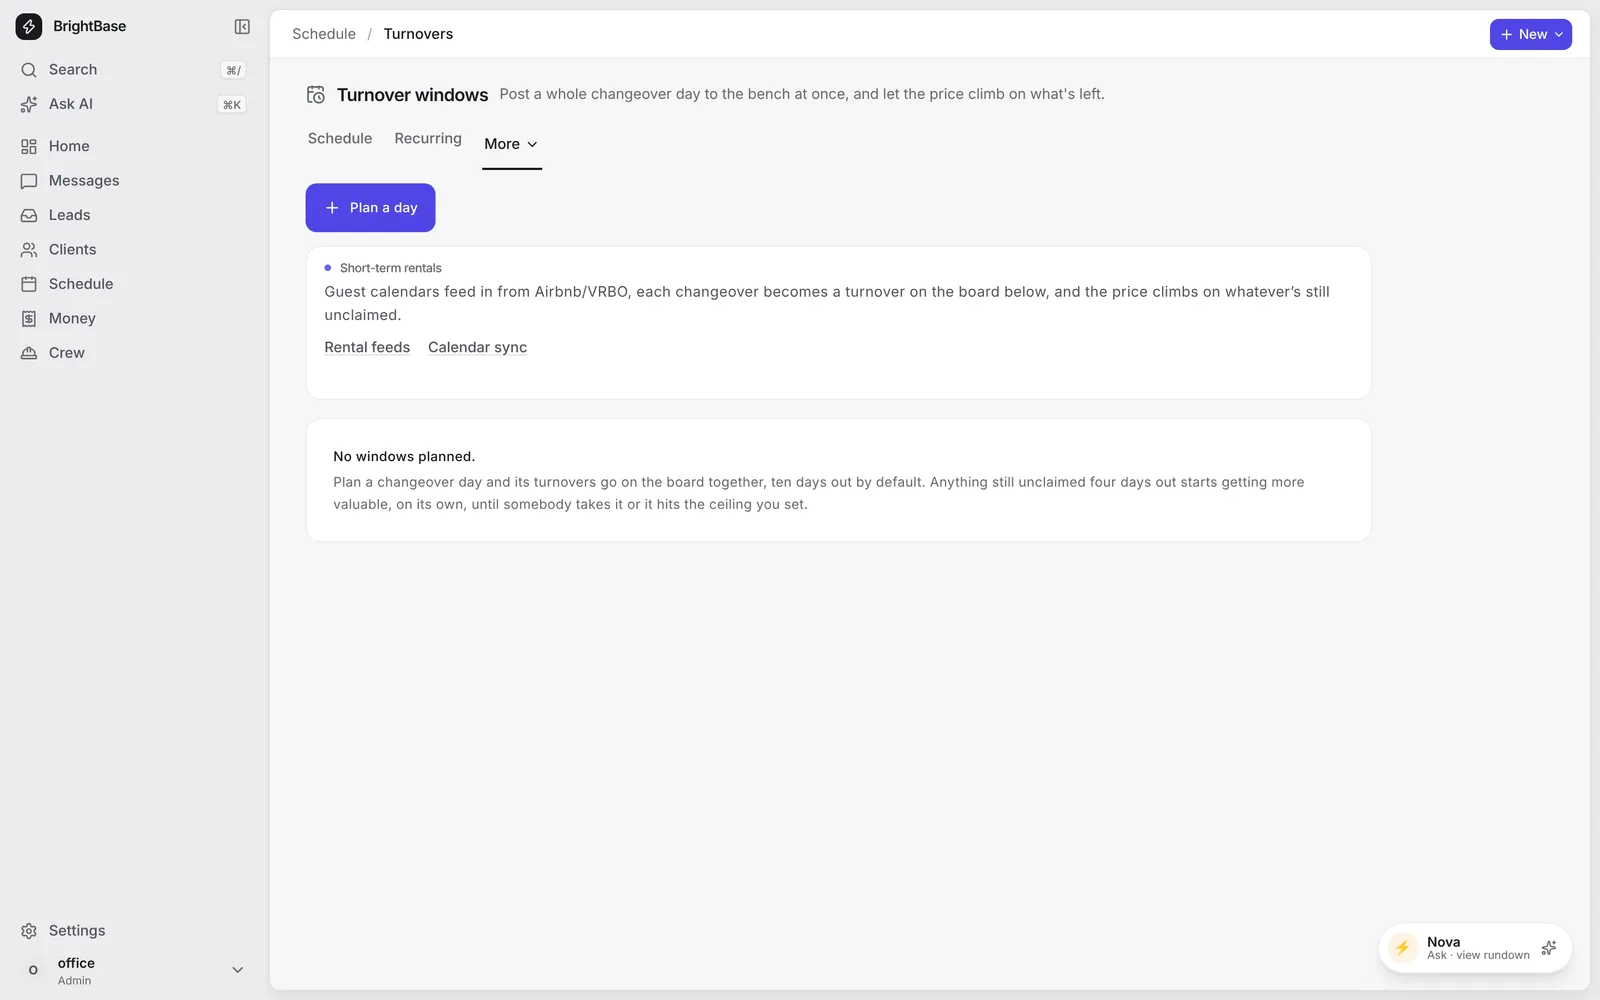 BrightBase
Search ⌘/
Ask AI ⌘K
Home
Messages
Leads
Clients
Schedule
Money
Crew
Settings
o
office
Admin
Schedule / Turnovers
+ New
Turnover windows Post a whole changeover day to the bench at once, and let the price climb on what's left.
Schedule Recurring More
+ Plan a day
Short-term rentals
Guest calendars feed in from Airbnb/VRBO, each changeover becomes a turnover on the board below, and the price climbs on whatever’s still
unclaimed.
Rental feeds Calendar sync
No windows planned.
Plan a changeover day and its turnovers go on the board together, ten days out by default. Anything still unclaimed four days out starts getting more
valuable, on its own, until somebody takes it or it hits the ceiling you set.
Nova
Ask · view rundown